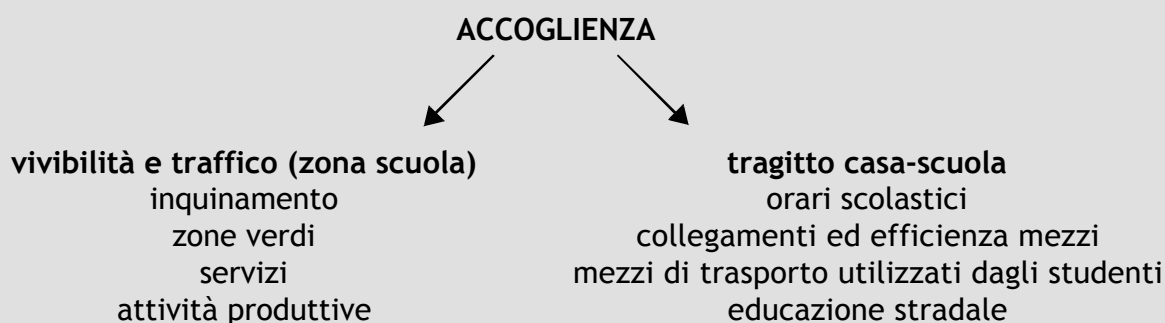 ACCOGLIENZA
vivibilità e traffico (zona scuola)
inquinamento
zone verdi
servizi
attività produttive
tragitto casa-scuola
orari scolastici
collegamenti ed efficienza mezzi
mezzi di trasporto utilizzati dagli studenti
educazione stradale